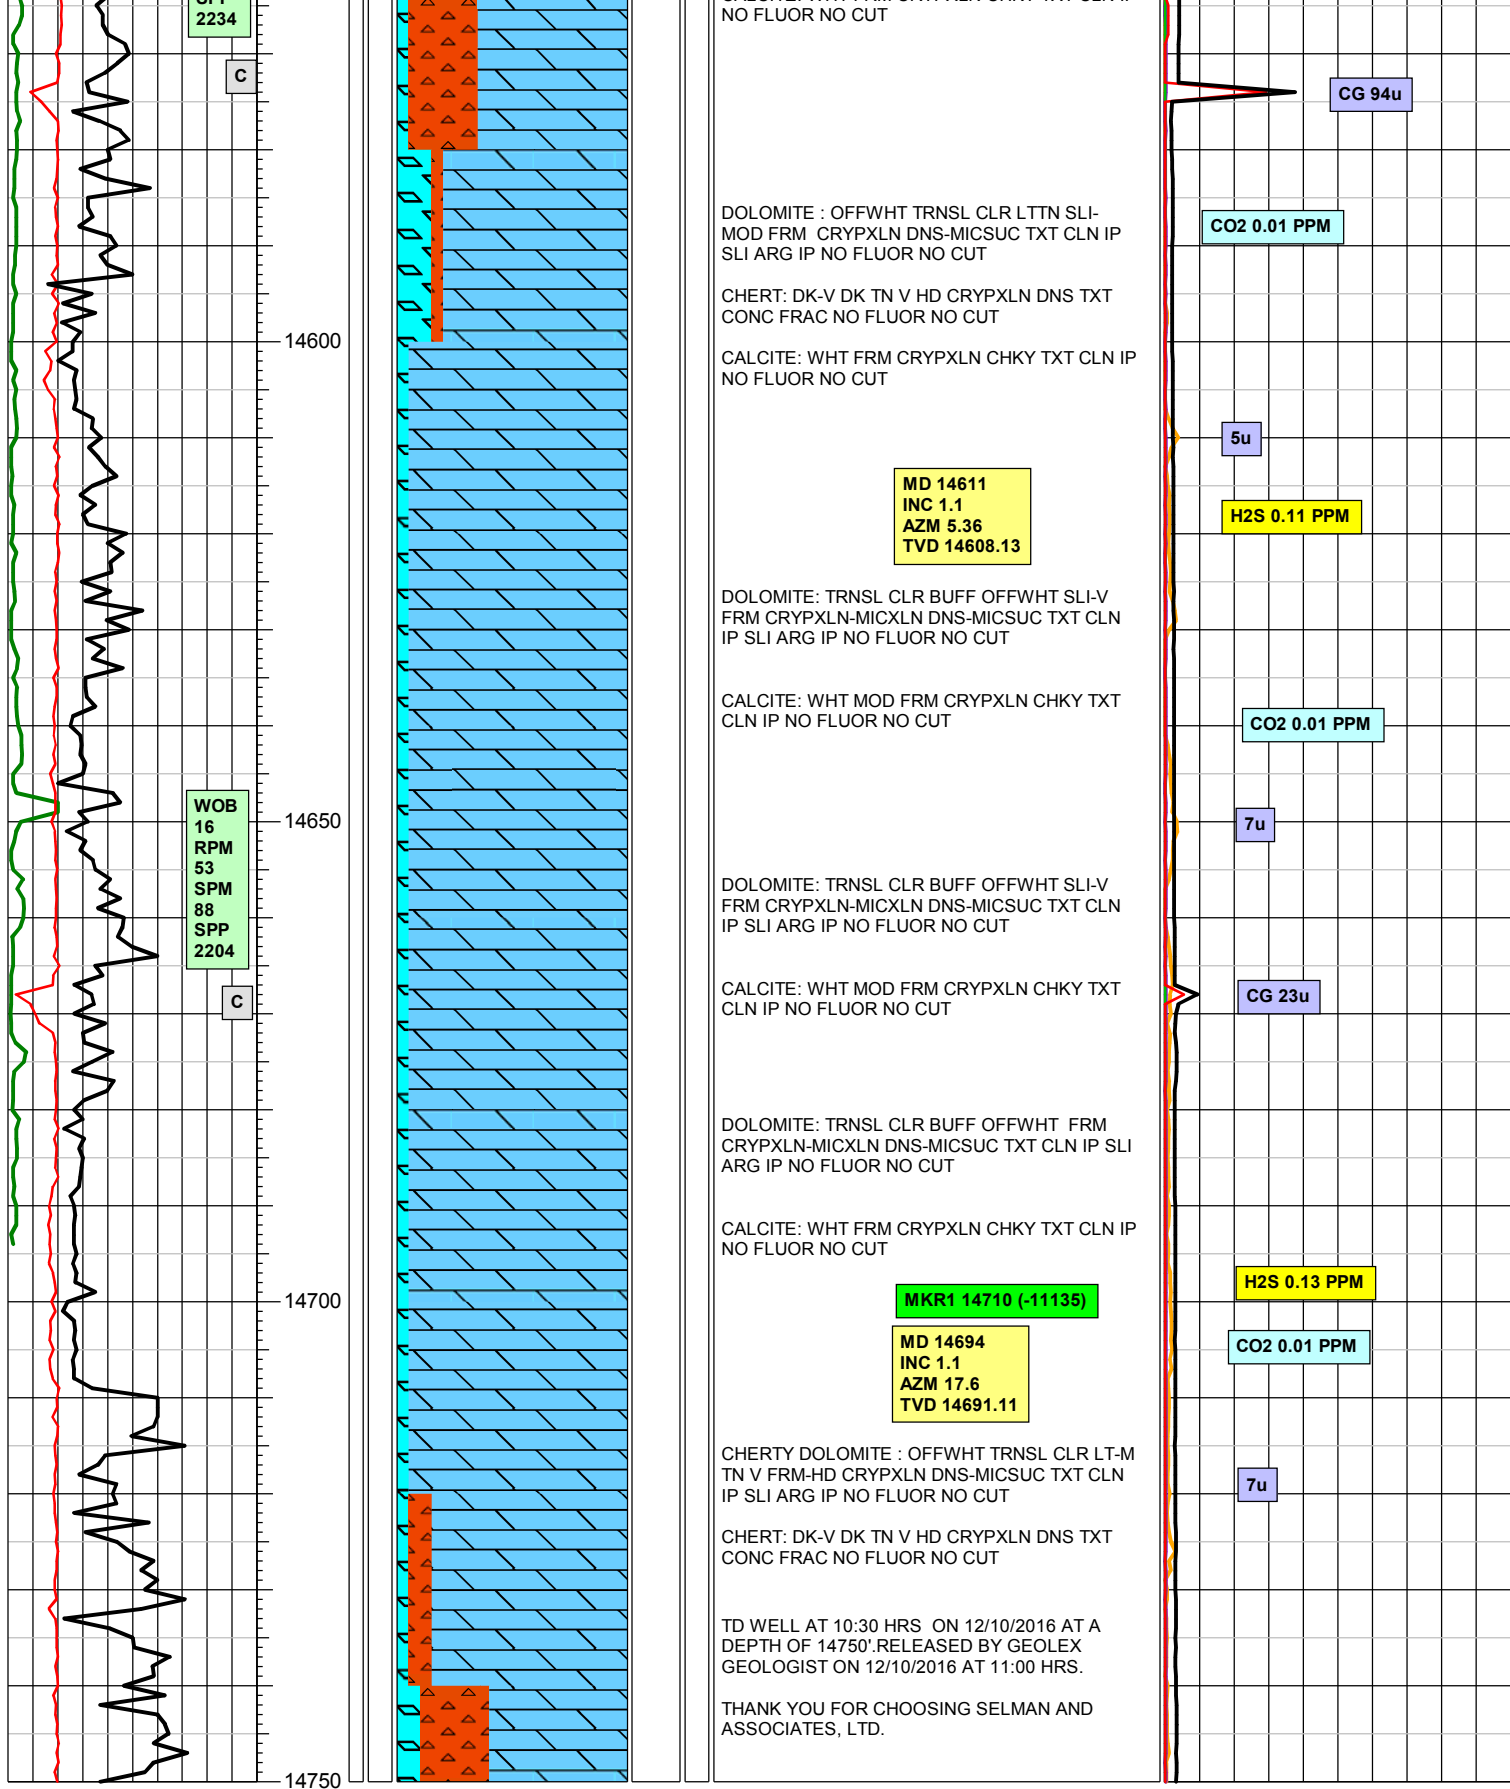 2234
NO FLUOR NO CUT
C
CG 94u
DOLOMITE : OFFWHT TRNSL CLR LTTN SLI-
MOD FRM  CRYPXLN DNS-MICSUC TXT CLN IP
SLI ARG IP NO FLUOR NO CUT
CO2 0.01 PPM
CHERT: DK-V DK TN V HD CRYPXLN DNS TXT
CONC FRAC NO FLUOR NO CUT
14600
CALCITE: WHT FRM CRYPXLN CHKY TXT CLN IP
NO FLUOR NO CUT
5u
MD 14611
INC 1.1
AZM 5.36
TVD 14608.13
H2S 0.11 PPM
DOLOMITE: TRNSL CLR BUFF OFFWHT SLI-V
FRM CRYPXLN-MICXLN DNS-MICSUC TXT CLN
IP SLI ARG IP NO FLUOR NO CUT
CALCITE: WHT MOD FRM CRYPXLN CHKY TXT
CLN IP NO FLUOR NO CUT
CO2 0.01 PPM
WOB
16
RPM
53
SPM
88
SPP
2204
14650
7u
DOLOMITE: TRNSL CLR BUFF OFFWHT SLI-V
FRM CRYPXLN-MICXLN DNS-MICSUC TXT CLN
IP SLI ARG IP NO FLUOR NO CUT
C
CALCITE: WHT MOD FRM CRYPXLN CHKY TXT
CLN IP NO FLUOR NO CUT
CG 23u
DOLOMITE: TRNSL CLR BUFF OFFWHT  FRM
CRYPXLN-MICXLN DNS-MICSUC TXT CLN IP SLI
ARG IP NO FLUOR NO CUT
CALCITE: WHT FRM CRYPXLN CHKY TXT CLN IP
NO FLUOR NO CUT
H2S 0.13 PPM
14700
MKR1 14710 (-11135)
MD 14694
INC 1.1
AZM 17.6
TVD 14691.11
CO2 0.01 PPM
CHERTY DOLOMITE : OFFWHT TRNSL CLR LT-M
TN V FRM-HD CRYPXLN DNS-MICSUC TXT CLN
IP SLI ARG IP NO FLUOR NO CUT
7u
CHERT: DK-V DK TN V HD CRYPXLN DNS TXT
CONC FRAC NO FLUOR NO CUT
TD WELL AT 10:30 HRS  ON 12/10/2016 AT A
DEPTH OF 14750'.RELEASED BY GEOLEX
GEOLOGIST ON 12/10/2016 AT 11:00 HRS.
THANK YOU FOR CHOOSING SELMAN AND
ASSOCIATES, LTD.
14750